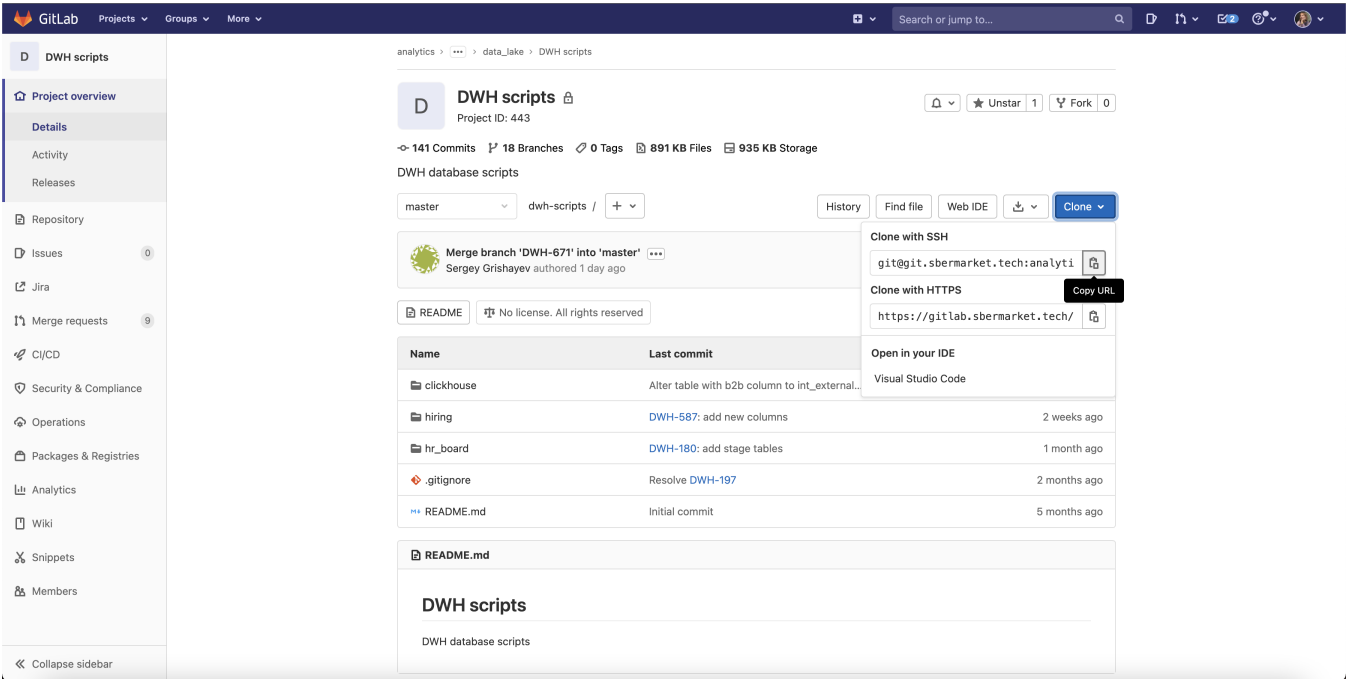 GitLab Projects Groups More Search or jump to... 2
D DWH scripts
Project overview
Details
Activity
Releases
Repository
Issues 0
Jira
Merge requests 9
CI/CD
Security & Compliance
Operations
Packages & Registries
Analytics
Wiki
Snippets
Members
Collapse sidebar
analytics > ... > data_lake > DWH scripts
D
DWH scripts
Project ID: 443
Unstar 1 Fork 0
141 Commits 18 Branches 0 Tags 891 KB Files 935 KB Storage
DWH database scripts
master dwh-scripts / + History Find file Web IDE Clone
Merge branch 'DWH-671' into 'master' ...
Sergey Grishayev authored 1 day ago
Clone with SSH
git@git.sbermarket.tech:analyti
Copy URL
Clone with HTTPS
https://gitlab.sbermarket.tech/
Open in your IDE
Visual Studio Code
README No license. All rights reserved
Name Last commit
clickhouse Alter table with b2b column to int_external...
hiring DWH-587: add new columns 2 weeks ago
hr_board DWH-180: add stage tables 1 month ago
.gitignore Resolve DWH-197 2 months ago
README.md Initial commit 5 months ago
README.md
DWH scripts
DWH database scripts